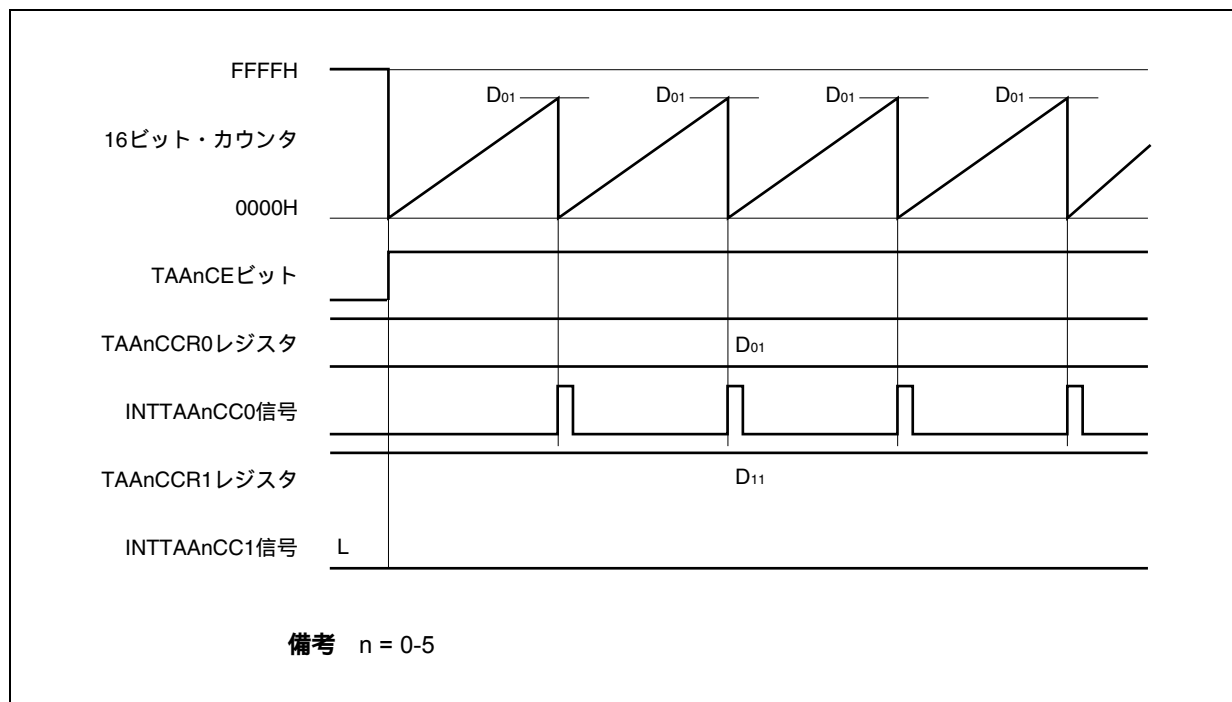 FFFFH
D01 D01 D01 D01
16ビット・カウンタ
0000H
TAAnCEビット
TAAnCCR0レジスタ D01
INTTAAnCC0信号
TAAnCCR1レジスタ D11
INTTAAnCC1信号 L
備考 n = 0-5